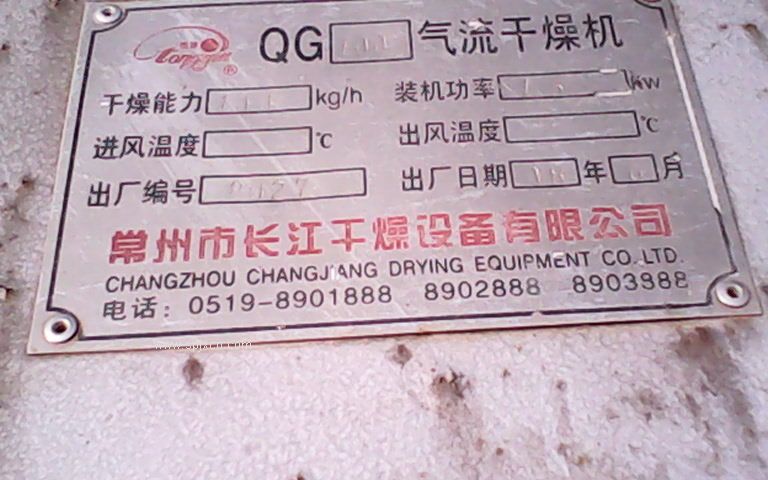 QG 气流干燥机
干燥能力 kg/h 装机功率 kw
进风温度 ℃ 出风温度 ℃
出厂编号 出厂日期 年 月
常州市长江干燥设备有限公司
CHANGZHOU CHANGJIANG DRYING EQUIPMENT CO.LTD.
电话：0519-8901888 8902888 8903988